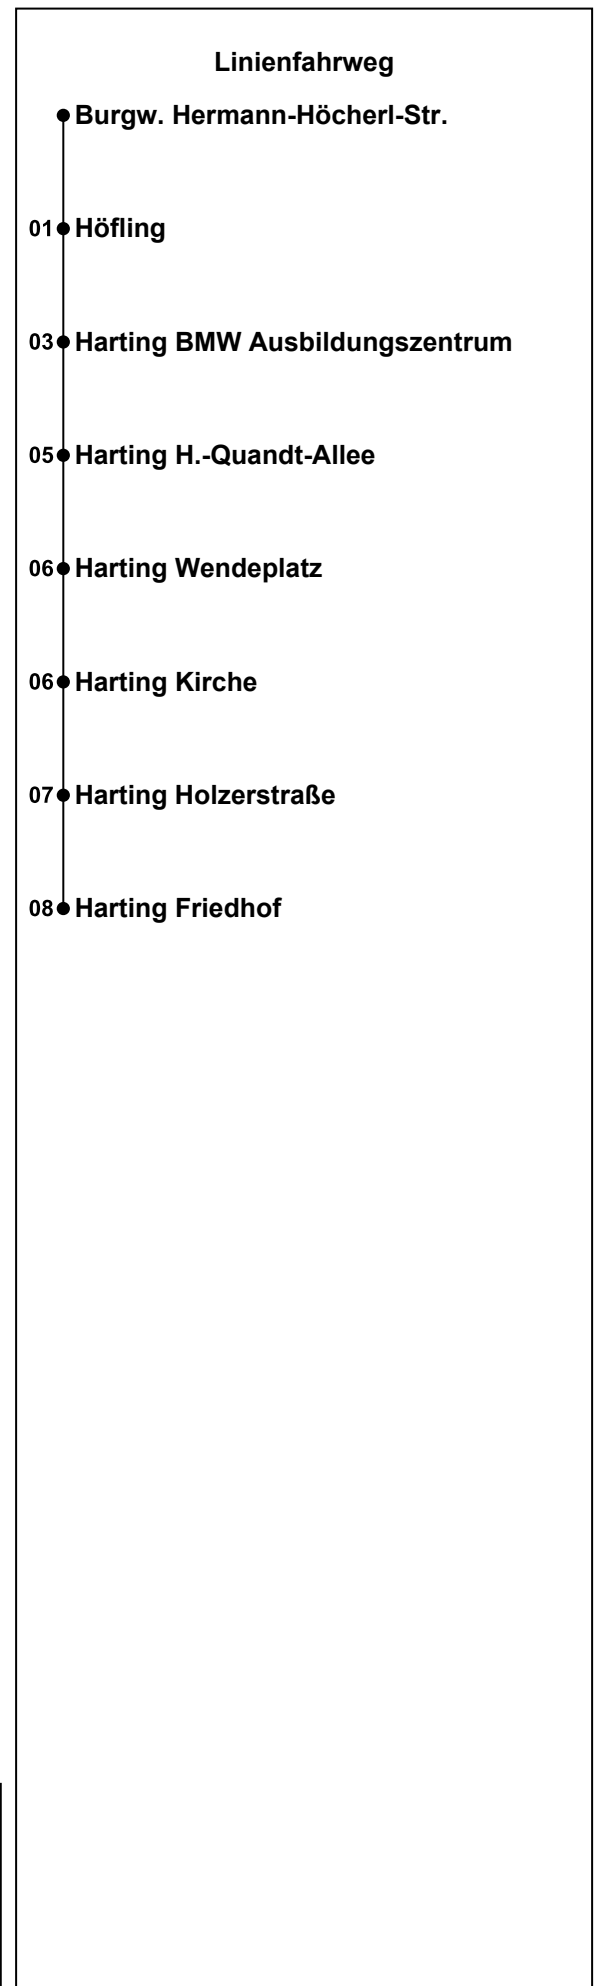 Linienfahrweg
Burgw. Hermann-Höcherl-Str.
01 Höfling
03 Harting BMW Ausbildungszentrum
05 Harting H.-Quandt-Allee
06 Harting Wendeplatz
06 Harting Kirche
07 Harting Holzerstraße
08 Harting Friedhof